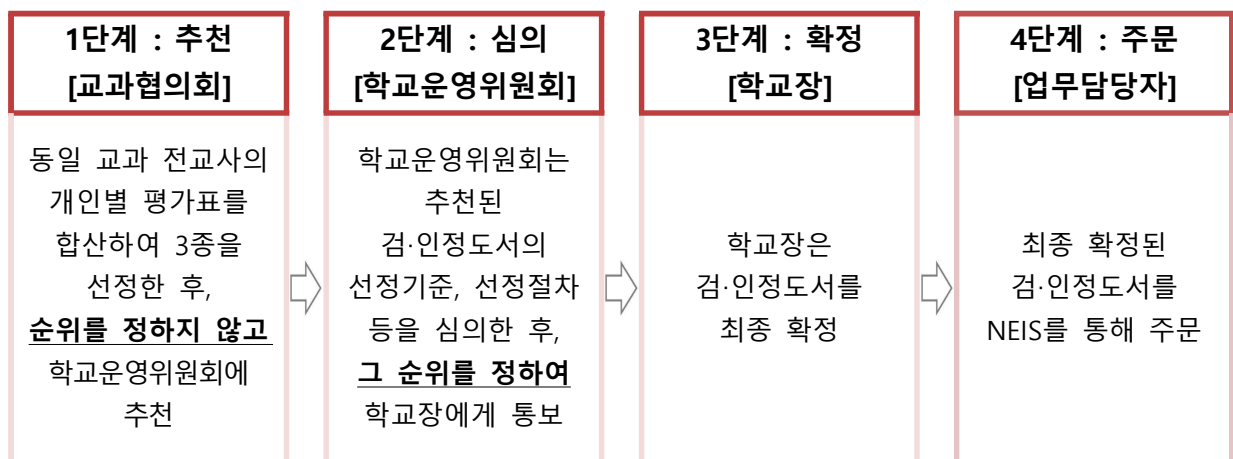 1단계 : 추천
[교과협의회]
동일 교과 전교사의
개인별 평가표를
합산하여 3종을
선정한 후,
순위를 정하지 않고
학교운영위원회에
추천
2단계 : 심의
[학교운영위원회]
학교운영위원회는
추천된
검·인정도서의
선정기준, 선정절차
등을 심의한 후,
그 순위를 정하여
학교장에게 통보
3단계 : 확정
[학교장]
학교장은
검·인정도서를
최종 확정
4단계 : 주문
[업무담당자]
최종 확정된
검·인정도서를
NEIS를 통해 주문